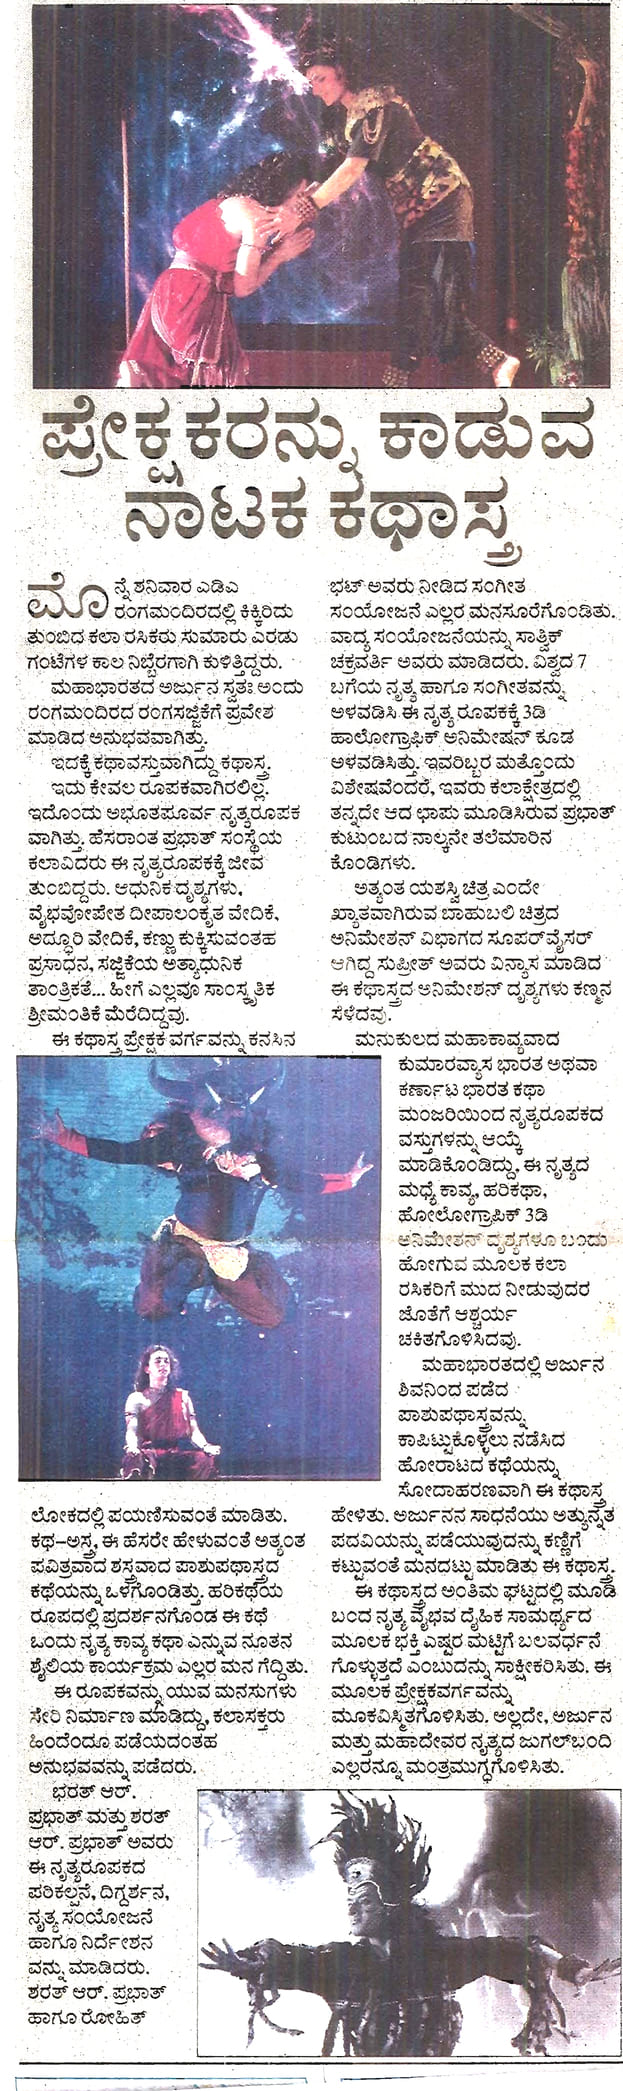 ಪ್ರೇಕ್ಷಕರನ್ನು ಕಾಡುವ
ನಾಟಕ ಕಥಾಸ್ತ್ರ
ಮೊನ್ನೆ ಶನಿವಾರ ಎಡಿಎ
ರಂಗಮಂದಿರದಲ್ಲಿ ಕಿಕ್ಕಿರಿದು
ತುಂಬಿದ ಕಲಾ ರಸಿಕರು ಸುಮಾರು ಎರಡು
ಗಂಟೆಗಳ ಕಾಲ ನಿಬ್ಬೆರಗಾಗಿ ಕುಳಿತ್ತಿದ್ದರು.
ಮಹಾಭಾರತದ ಅರ್ಜುನ ಸ್ವತಃ ಅಂದು
ರಂಗಮಂದಿರದ ರಂಗಸಜ್ಜಿಕೆಗೆ ಪ್ರವೇಶ
ಮಾಡಿದ ಅನುಭವವಾಗಿತ್ತು.
ಇದಕ್ಕೆ ಕಥಾವಸ್ತುವಾಗಿದ್ದು ಕಥಾಸ್ತ್ರ.
ಇದು ಕೇವಲ ರೂಪಕವಾಗಿರಲಿಲ್ಲ.
ಇದೊಂದು ಅಭೂತಪೂರ್ವ ನೃತ್ಯರೂಪಕ
ವಾಗಿತ್ತು. ಹೆಸರಾಂತ ಪ್ರಭಾತ್ ಸಂಸ್ಥೆಯ
ಕಲಾವಿದರು ಈ ನೃತ್ಯರೂಪಕಕ್ಕೆ ಜೀವ
ತುಂಬಿದ್ದರು. ಆಧುನಿಕ ದೃಶ್ಯಗಳು,
ವೈಭವೋಪೇತ ದೀಪಾಲಂಕೃತ ವೇದಿಕೆ,
ಅದ್ಧೂರಿ ವೇದಿಕೆ, ಕಣ್ಣು ಕುಕ್ಕಿಸುವಂತಹ
ಪ್ರಸಾಧನ, ಸಜ್ಜಿಕೆಯ ಅತ್ಯಾಧುನಿಕ
ತಾಂತ್ರಿಕತೆ... ಹೀಗೆ ಎಲ್ಲವೂ ಸಾಂಸ್ಕೃತಿಕ
ಶ್ರೀಮಂತಿಕೆ ಮೆರೆದಿದ್ದವು.
ಈ ಕಥಾಸ್ತ್ರ ಪ್ರೇಕ್ಷಕ ವರ್ಗವನ್ನು ಕನಸಿನ
ಲೋಕದಲ್ಲಿ ಪಯಣಿಸುವಂತೆ ಮಾಡಿತು.
ಕಥ-ಅಸ್ತ್ರ, ಈ ಹೆಸರೇ ಹೇಳುವಂತೆ ಅತ್ಯಂತ
ಪವಿತ್ರವಾದ ಶಸ್ತ್ರವಾದ ಪಾಶುಪಥಾಸ್ತ್ರದ
ಕಥೆಯನ್ನು ಒಳಗೊಂಡಿತ್ತು. ಹರಿಕಥೆಯ
ರೂಪದಲ್ಲಿ ಪ್ರದರ್ಶನಗೊಂಡ ಈ ಕಥೆ
ಒಂದು ನೃತ್ಯ ಕಾವ್ಯ ಕಥಾ ಎನ್ನುವ ನೂತನ
ಶೈಲಿಯ ಕಾರ್ಯಕ್ರಮ ಎಲ್ಲರ ಮನ ಗೆದ್ದಿತು.
ಈ ರೂಪಕವನ್ನು ಯುವ ಮನಸುಗಳು
ಸೇರಿ ನಿರ್ಮಾಣ ಮಾಡಿದ್ದು, ಕಲಾಸಕ್ತರು
ಹಿಂದೆಂದೂ ಪಡೆಯದಂತಹ
ಅನುಭವವನ್ನು ಪಡೆದರು.
ಭರತ್ ಆರ್.
ಪ್ರಭಾತ್ ಮತ್ತು ಶರತ್
ಆರ್. ಪ್ರಭಾತ್ ಅವರು
ಈ ನೃತ್ಯರೂಪಕದ
ಪರಿಕಲ್ಪನೆ, ದಿಗ್ದರ್ಶನ,
ನೃತ್ಯ ಸಂಯೋಜನೆ
ಹಾಗೂ ನಿರ್ದೇಶನ
ವನ್ನು ಮಾಡಿದರು.
ಶರತ್ ಆರ್. ಪ್ರಭಾತ್
ಹಾಗೂ ರೋಹಿತ್
ಭಟ್ ಅವರು ನೀಡಿದ ಸಂಗೀತ
ಸಂಯೋಜನೆ ಎಲ್ಲರ ಮನಸೂರೆಗೊಂಡಿತು.
ವಾದ್ಯ ಸಂಯೋಜನೆಯನ್ನು ಸಾತ್ವಿಕ್
ಚಕ್ರವರ್ತಿ ಅವರು ಮಾಡಿದರು. ವಿಶ್ವದ 7
ಬಗೆಯ ನೃತ್ಯ ಹಾಗೂ ಸಂಗೀತವನ್ನು
ಅಳವಡಿಸಿ ಈ ನೃತ್ಯ ರೂಪಕಕ್ಕೆ 3ಡಿ
ಹಾಲೋಗ್ರಾಫಿಕ್ ಅನಿಮೇಷನ್ ಕೂಡ
ಅಳವಡಿಸಿತ್ತು. ಇವರಿಬ್ಬರ ಮತ್ತೊಂದು
ವಿಶೇಷವೆಂದರೆ, ಇವರು ಕಲಾಕ್ಷೇತ್ರದಲ್ಲಿ
ತನ್ನದೇ ಆದ ಛಾಪು ಮೂಡಿಸಿರುವ ಪ್ರಭಾತ್
ಕುಟುಂಬದ ನಾಲ್ಕನೇ ತಲೆಮಾರಿನ
ಕೊಂಡಿಗಳು.
ಅತ್ಯಂತ ಯಶಸ್ವಿ ಚಿತ್ರ ಎಂದೇ
ಖ್ಯಾತವಾಗಿರುವ ಬಾಹುಬಲಿ ಚಿತ್ರದ
ಅನಿಮೇಶನ್ ವಿಭಾಗದ ಸೂಪರ್‌ವೈಸರ್
ಆಗಿದ್ದ ಸುಪ್ರೀತ್ ಅವರು ವಿನ್ಯಾಸ ಮಾಡಿದ
ಈ ಕಥಾಸ್ತ್ರದ ಅನಿಮೇಶನ್ ದೃಶ್ಯಗಳು ಕಣ್ಮನ
ಸೆಳೆದವು.
ಮನುಕುಲದ ಮಹಾಕಾವ್ಯವಾದ
ಕುಮಾರವ್ಯಾಸ ಭಾರತ ಅಥವಾ
ಕರ್ಣಾಟ ಭಾರತ ಕಥಾ
ಮಂಜರಿಯಿಂದ ನೃತ್ಯರೂಪಕದ
ವಸ್ತುಗಳನ್ನು ಆಯ್ಕೆ
ಮಾಡಿಕೊಂಡಿದ್ದು, ಈ ನೃತ್ಯದ
ಮಧ್ಯೆ ಕಾವ್ಯ, ಹರಿಕಥಾ,
ಹೋಲೋಗ್ರಾಫಿಕ್ 3ಡಿ
ಅನಿಮೇಶನ್ ದೃಶ್ಯಗಳೂ ಬಂದು
ಹೋಗುವ ಮೂಲಕ ಕಲಾ
ರಸಿಕರಿಗೆ ಮುದ ನೀಡುವುದರ
ಜೊತೆಗೆ ಆಶ್ಚರ್ಯ
ಚಕಿತಗೊಳಿಸಿದವು.
ಮಹಾಭಾರತದಲ್ಲಿ ಅರ್ಜುನ
ಶಿವನಿಂದ ಪಡೆದ
ಪಾಶುಪಥಾಸ್ತ್ರವನ್ನು
ಕಾಪಿಟ್ಟುಕೊಳ್ಳಲು ನಡೆಸಿದ
ಹೋರಾಟದ ಕಥೆಯನ್ನು
ಸೋದಾಹರಣವಾಗಿ ಈ ಕಥಾಸ್ತ್ರ
ಹೇಳಿತು. ಅರ್ಜುನನ ಸಾಧನೆಯು ಅತ್ಯುನ್ನತ
ಪದವಿಯನ್ನು ಪಡೆಯುವುದನ್ನು ಕಣ್ಣಿಗೆ
ಕಟ್ಟುವಂತೆ ಮನದಟ್ಟು ಮಾಡಿತ್ತು ಈ ಕಥಾಸ್ತ್ರ.
ಈ ಕಥಾಸ್ತ್ರದ ಅಂತಿಮ ಘಟ್ಟದಲ್ಲಿ ಮೂಡಿ
ಬಂದ ನೃತ್ಯ ವೈಭವ ದೈಹಿಕ ಸಾಮರ್ಥ್ಯದ
ಮೂಲಕ ಭಕ್ತಿ ಎಷ್ಟರ ಮಟ್ಟಿಗೆ ಬಲವರ್ಧನೆ
ಗೊಳ್ಳುತ್ತದೆ ಎಂಬುದನ್ನು ಸಾಕ್ಷೀಕರಿಸಿತು. ಈ
ಮೂಲಕ ಪ್ರೇಕ್ಷಕವರ್ಗವನ್ನು
ಮೂಕವಿಸ್ಮಿತಗೊಳಿಸಿತು. ಅಲ್ಲದೇ, ಅರ್ಜುನ
ಮತ್ತು ಮಹಾದೇವರ ನೃತ್ಯದ ಜುಗಲ್‌ಬಂದಿ
ಎಲ್ಲರನ್ನೂ ಮಂತ್ರಮುಗ್ಧಗೊಳಿಸಿತು.